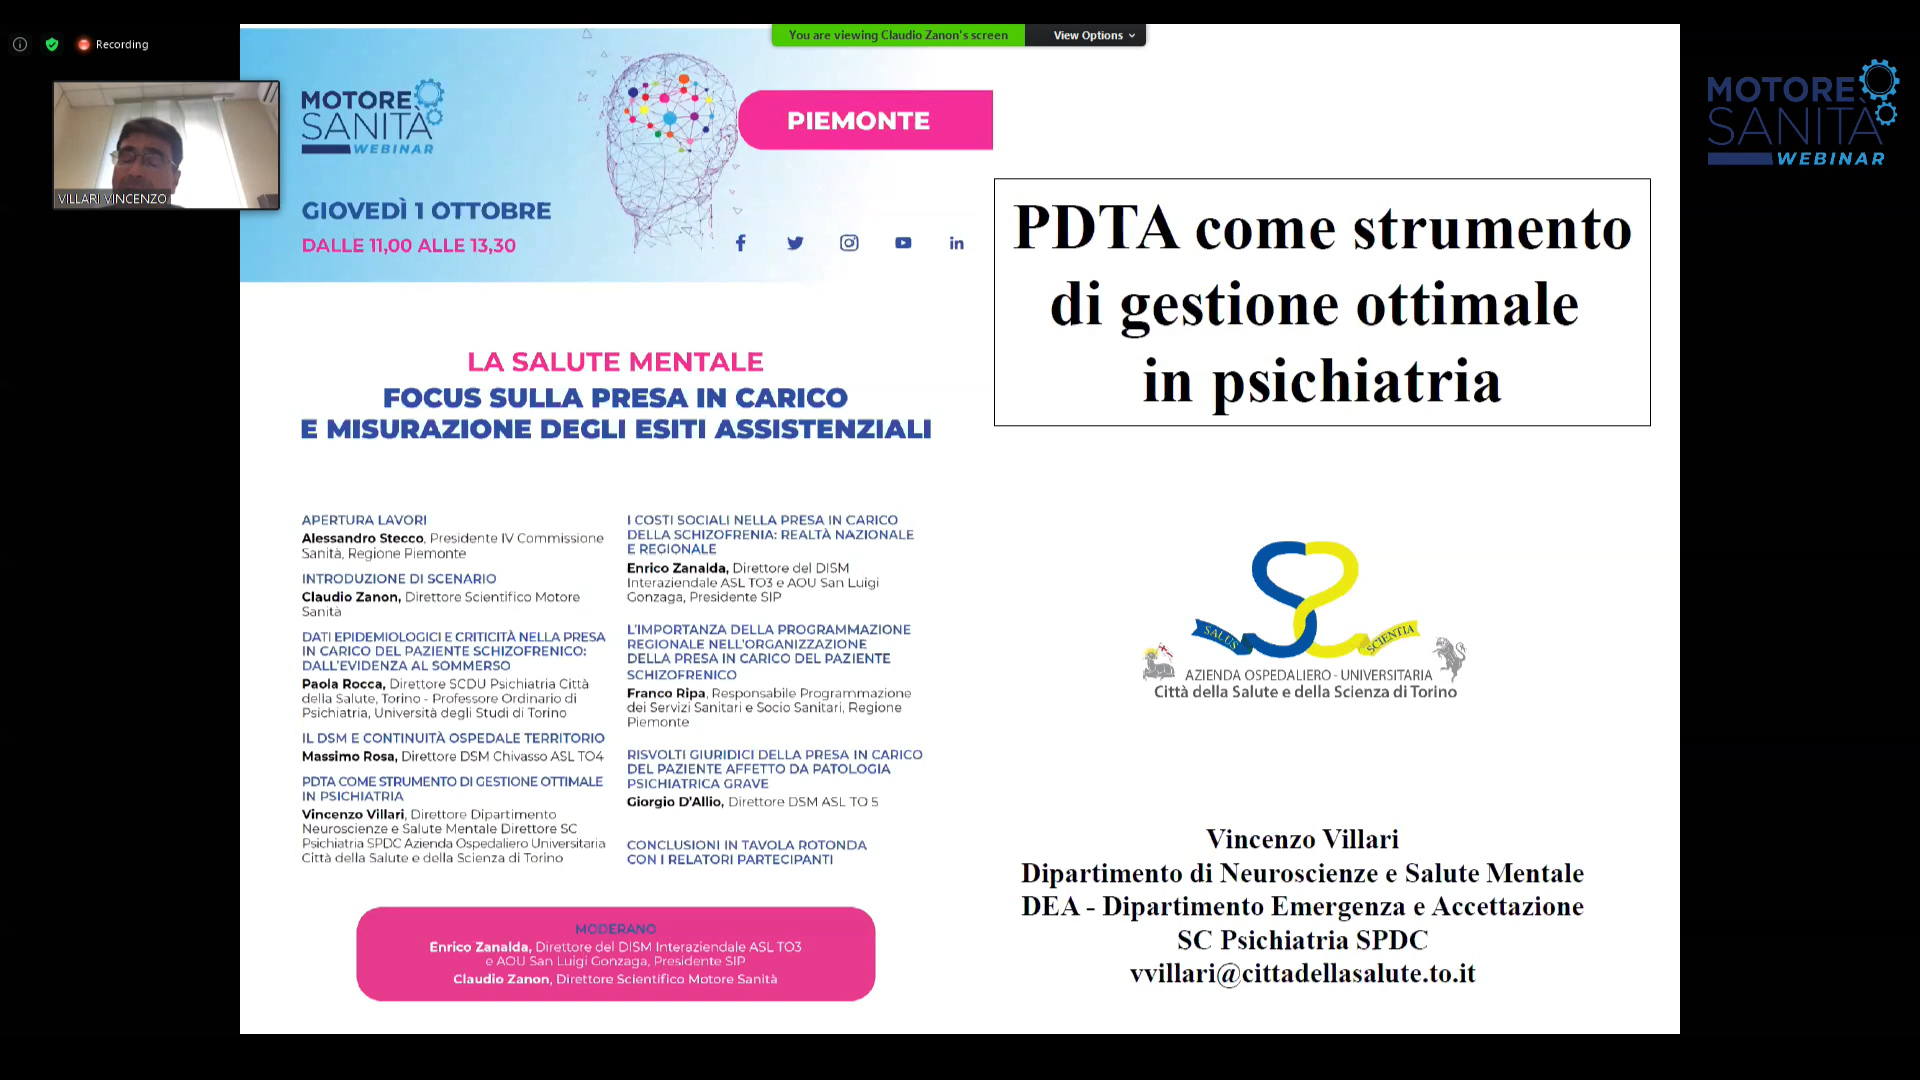 Recording
You are viewing Claudio Zanon's screen
View Options
VILLARI VINCENZO
MOTORE
SANITÀ
WEBINAR
PIEMONTE
GIOVEDÌ 1 OTTOBRE
DALLE 11,00 ALLE 13,30
LA SALUTE MENTALE
FOCUS SULLA PRESA IN CARICO
E MISURAZIONE DEGLI ESITI ASSISTENZIALI
APERTURA LAVORI
Alessandro Stecco, Presidente IV Commissione
Sanità, Regione Piemonte
INTRODUZIONE DI SCENARIO
Claudio Zanon, Direttore Scientifico Motore
Sanità
DATI EPIDEMIOLOGICI E CRITICITÀ NELLA PRESA
IN CARICO DEL PAZIENTE SCHIZOFRENICO:
DALL'EVIDENZA AL SOMMERSO
Paola Rocca, Direttore SCDU Psichiatria Città
della Salute, Torino - Professore Ordinario di
Psichiatria, Università degli Studi di Torino
IL DSM E CONTINUITÀ OSPEDALE TERRITORIO
Massimo Rosa, Direttore DSM Chivasso ASL TO4
PDTA COME STRUMENTO DI GESTIONE OTTIMALE
IN PSICHIATRIA
Vincenzo Villari, Direttore Dipartimento
Neuroscienze e Salute Mentale Direttore SC
Psichiatria SPDC Azienda Ospedaliero Universitaria
Città della Salute e della Scienza di Torino
I COSTI SOCIALI NELLA PRESA IN CARICO
DELLA SCHIZOFRENIA: REALTÀ NAZIONALE
E REGIONALE
Enrico Zanalda, Direttore del DISM
Interaziendale ASL TO3 e AOU San Luigi
Gonzaga, Presidente SIP
L'IMPORTANZA DELLA PROGRAMMAZIONE
REGIONALE NELL'ORGANIZZAZIONE
DELLA PRESA IN CARICO DEL PAZIENTE
SCHIZOFRENICO
Franco Ripa, Responsabile Programmazione
dei Servizi Sanitari e Socio Sanitari, Regione
Piemonte
RISVOLTI GIURIDICI DELLA PRESA IN CARICO
DEL PAZIENTE AFFETTO DA PATOLOGIA
PSICHIATRICA GRAVE
Giorgio D'Allio, Direttore DSM ASL TO 5
CONCLUSIONI IN TAVOLA ROTONDA
CON I RELATORI PARTECIPANTI
MODERANO
Enrico Zanalda, Direttore del DISM Interaziendale ASL TO3
e AOU San Luigi Gonzaga, Presidente SIP
Claudio Zanon, Direttore Scientifico Motore Sanità
PDTA come strumento
di gestione ottimale
in psichiatria
SALUS
SCIENTIA
AZIENDA OSPEDALIERO - UNIVERSITARIA
Città della Salute e della Scienza di Torino
Vincenzo Villari
Dipartimento di Neuroscienze e Salute Mentale
DEA - Dipartimento Emergenza e Accettazione
SC Psichiatria SPDC
vvillari@cittadellasalute.to.it
MOTORE
SANITÀ
WEBINAR